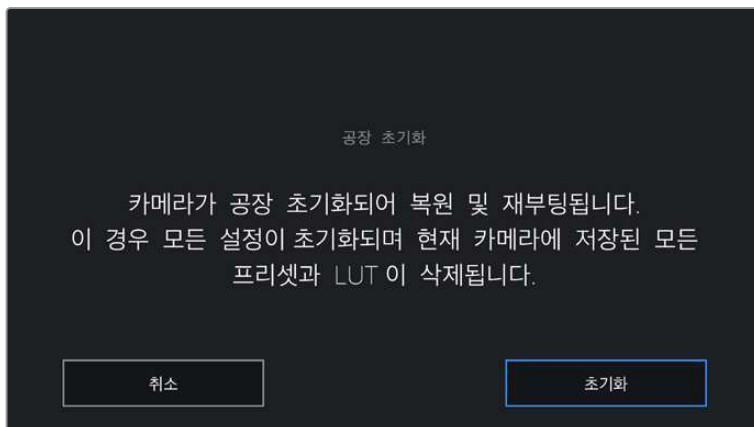 공장 초기화
카메라가 공장 초기화되어 복원 및 재부팅됩니다.
이 경우 모든 설정이 초기화되며 현재 카메라에 저장된 모든
프리셋과 LUT 이 삭제됩니다.
취소
초기화